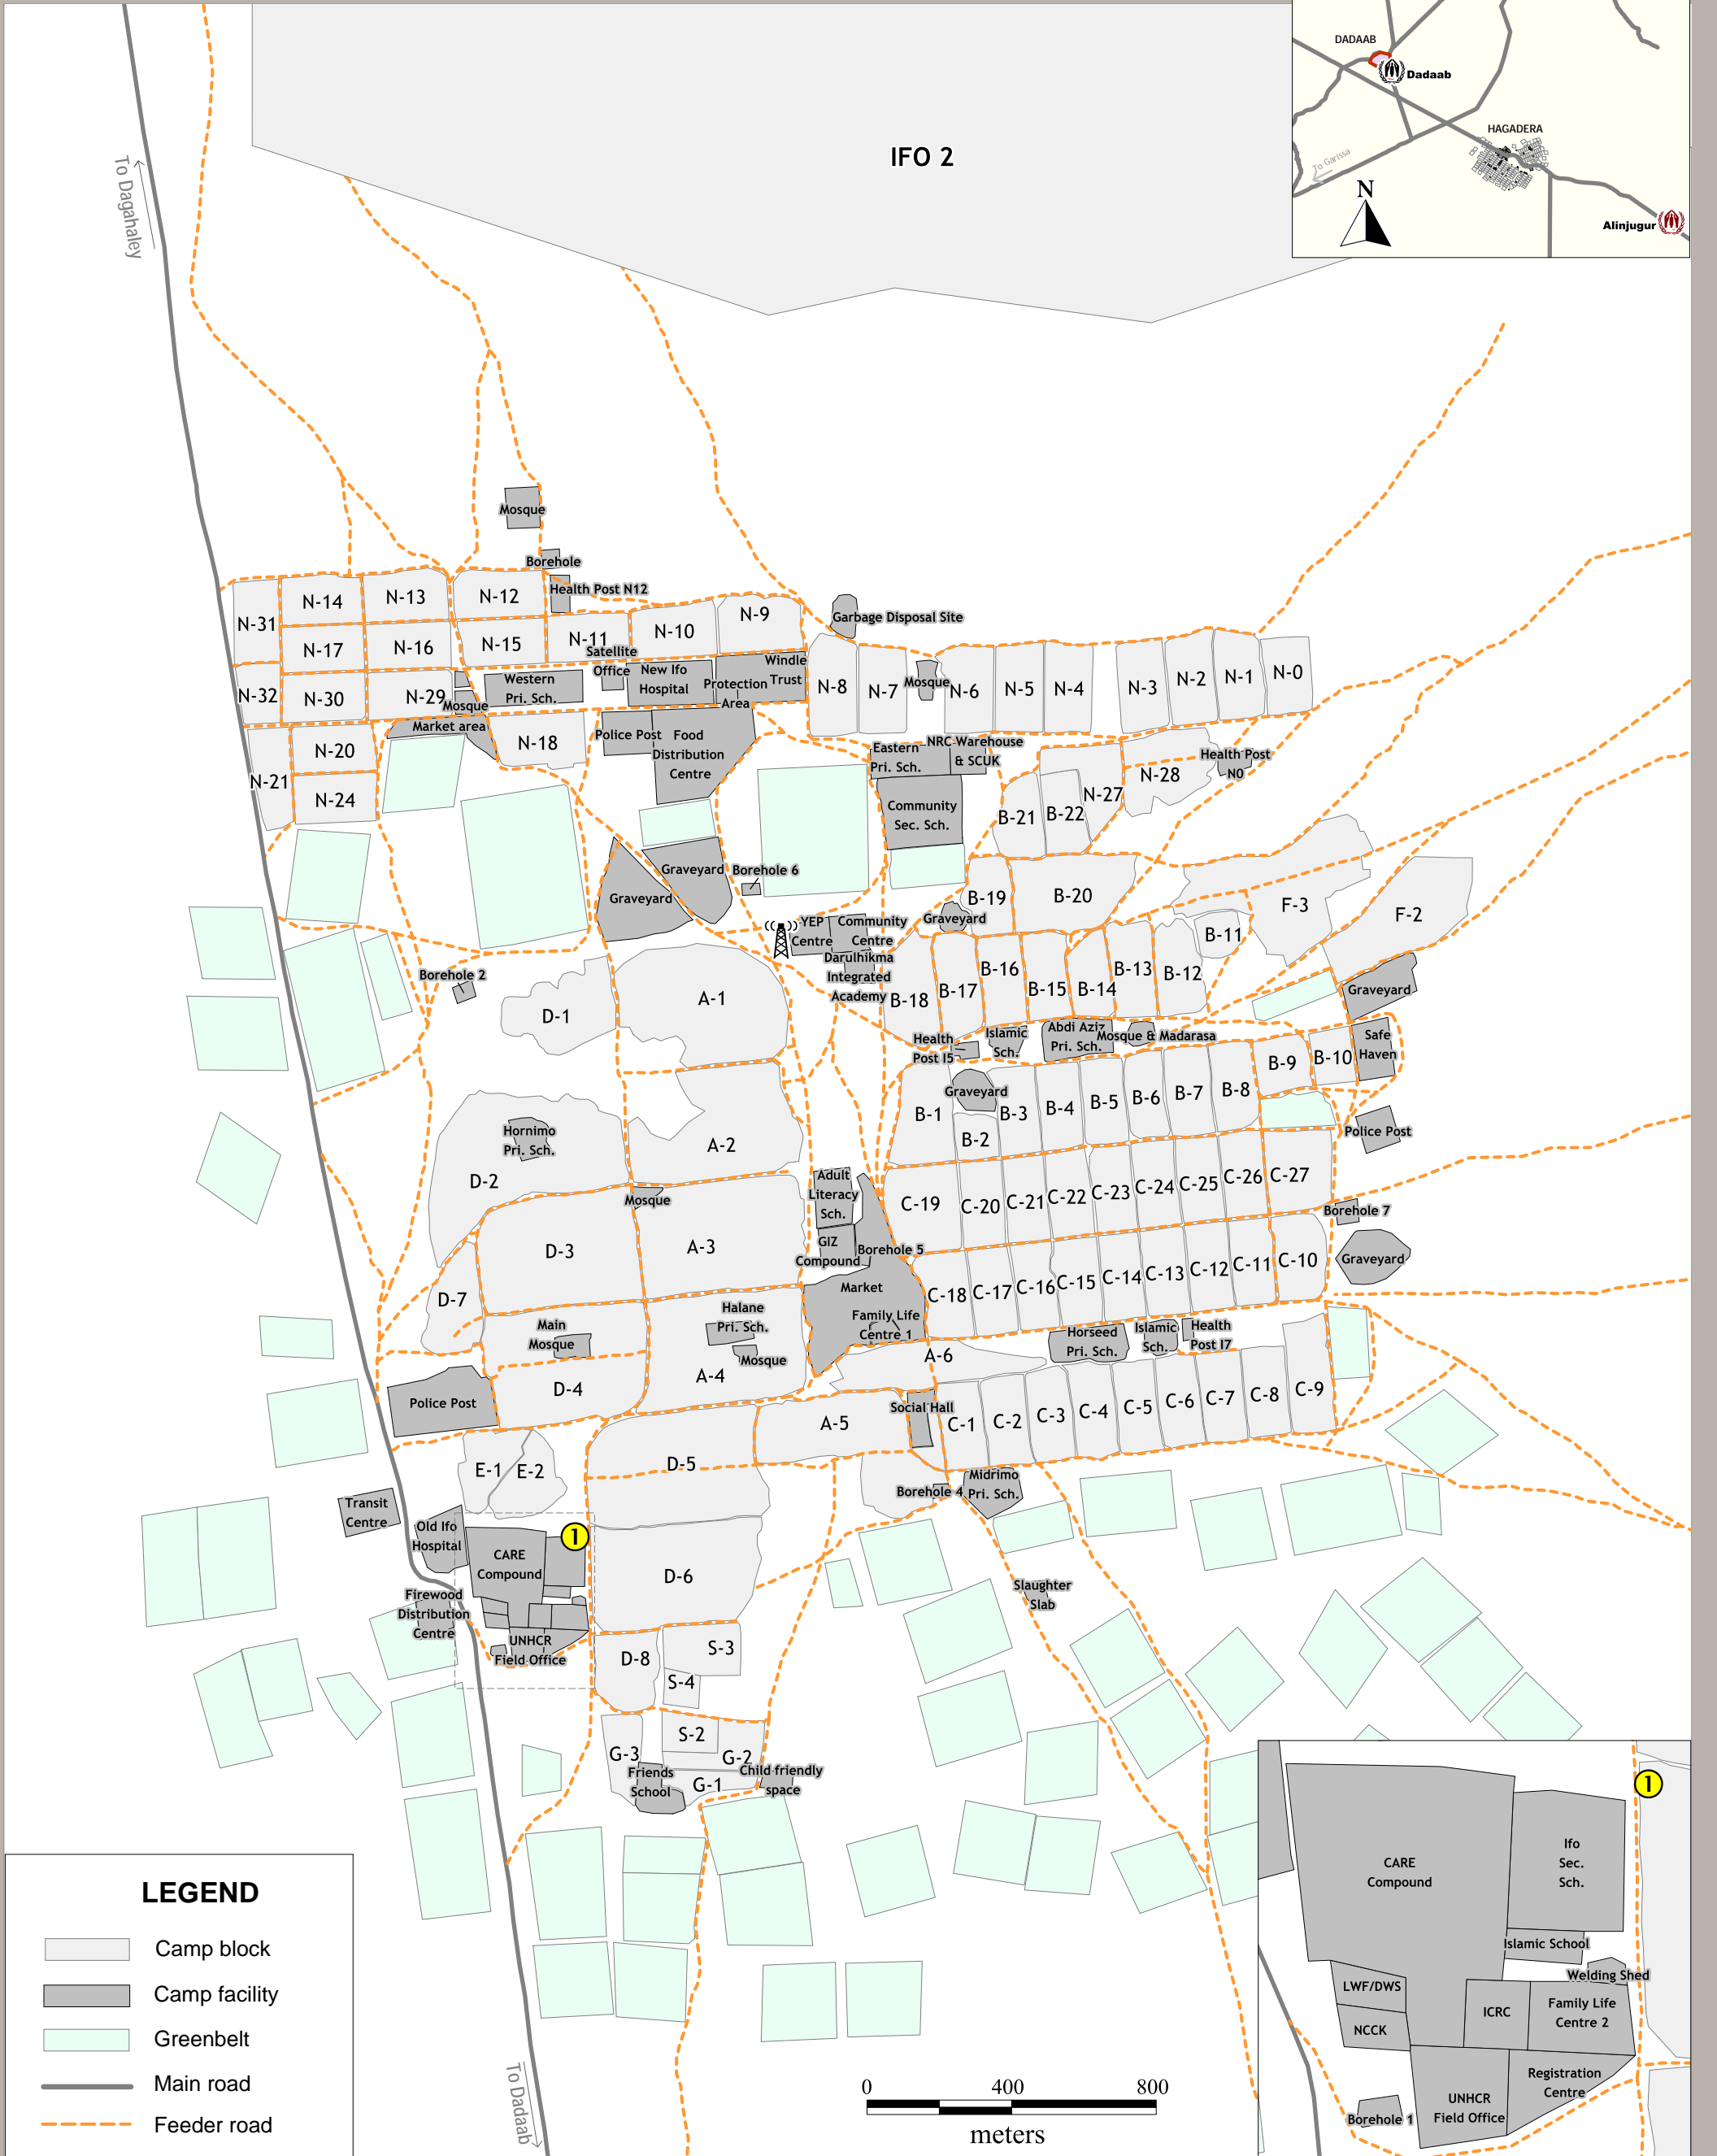 IFO 2
DADAAB
Dadaab
HAGADERA
To Garissa
N
Alinjugur
To Dagahaley
Mosque
Borehole
Health Post N12
N-31
N-14
N-13
N-12
N-9
Garbage Disposal Site
N-17
N-16
N-15
N-11
N-10
Satellite
Office
New Ifo
Hospital
Windle
Trust
Protection
Area
N-32
N-30
N-29
Mosque
Western
Pri. Sch.
N-8
N-7
Mosque
N-6
N-5
N-4
N-3
N-2
N-1
N-0
Market area
N-18
Police Post
Food
Distribution
Centre
N-20
N-21
N-24
Eastern
Pri. Sch.
NRC Warehouse
& SCUK
N-28
Health Post
N0
Community
Sec. Sch.
B-21
B-22
N-27
Graveyard
Graveyard
Borehole 6
B-19
B-20
F-3
F-2
YEP
Centre
Community
Centre
Graveyard
B-11
Darulhikma
Integrated
Academy
Borehole 2
B-18
B-17
B-16
B-15
B-14
B-13
B-12
Graveyard
D-1
A-1
Health
Post I5
Islamic
Sch.
Abdi Aziz
Pri. Sch.
Mosque & Madarasa
Safe
Haven
Graveyard
B-1
B-2
B-3
B-4
B-5
B-6
B-7
B-8
B-9
B-10
Police Post
Hornimo
Pri. Sch.
D-2
A-2
Mosque
Adult
Literacy
Sch.
C-19
C-20
C-21
C-22
C-23
C-24
C-25
C-26
C-27
Borehole 7
D-3
A-3
GIZ
Compound
Borehole 5
Graveyard
D-7
Market
Family Life
Centre 1
C-18
C-17
C-16
C-15
C-14
C-13
C-12
C-11
C-10
Main
Mosque
Halane
Pri. Sch.
Mosque
A-4
D-4
A-6
Horseed
Pri. Sch.
Islamic
Sch.
Health
Post I7
Police Post
A-5
Social Hall
C-1
C-2
C-3
C-4
C-5
C-6
C-7
C-8
C-9
E-1
E-2
D-5
Borehole 4
Midrimo
Pri. Sch.
Transit
Centre
Old Ifo
Hospital
CARE
Compound
1
D-6
Slaughter
Slab
Firewood
Distribution
Centre
UNHCR
Field Office
D-8
S-3
S-4
S-2
G-3
G-2
Friends
School
G-1
Child friendly
space
1
CARE
Compound
Ifo
Sec.
Sch.
Islamic School
Welding Shed
LWF/DWS
ICRC
Family Life
Centre 2
NCCK
Registration
Centre
UNHCR
Field Office
Borehole 1
LEGEND
Camp block
Camp facility
Greenbelt
Main road
Feeder road
To Dadaab
0 400 800
meters